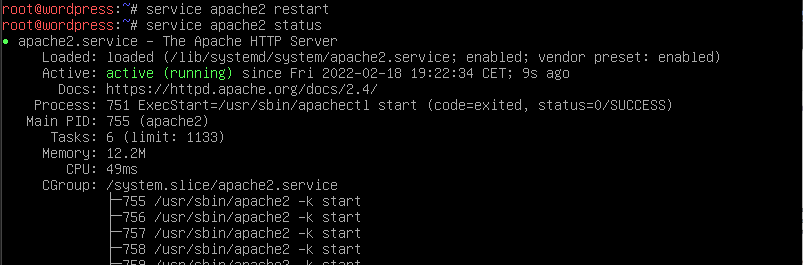 root@wordpress:~# service apache2 restart
root@wordpress:~# service apache2 status
● apache2.service - The Apache HTTP Server
Loaded: loaded (/lib/systemd/system/apache2.service; enabled; vendor preset: enabled)
Active: active (running) since Fri 2022-02-18 19:22:34 CET; 9s ago
Docs: https://httpd.apache.org/docs/2.4/
Process: 751 ExecStart=/usr/sbin/apachectl start (code=exited, status=0/SUCCESS)
Main PID: 755 (apache2)
Tasks: 6 (limit: 1133)
Memory: 12.2M
CPU: 49ms
CGroup: /system.slice/apache2.service
├─755 /usr/sbin/apache2 -k start
├─756 /usr/sbin/apache2 -k start
├─757 /usr/sbin/apache2 -k start
├─758 /usr/sbin/apache2 -k start
├─759 /usr/sbin/apache2 -k start